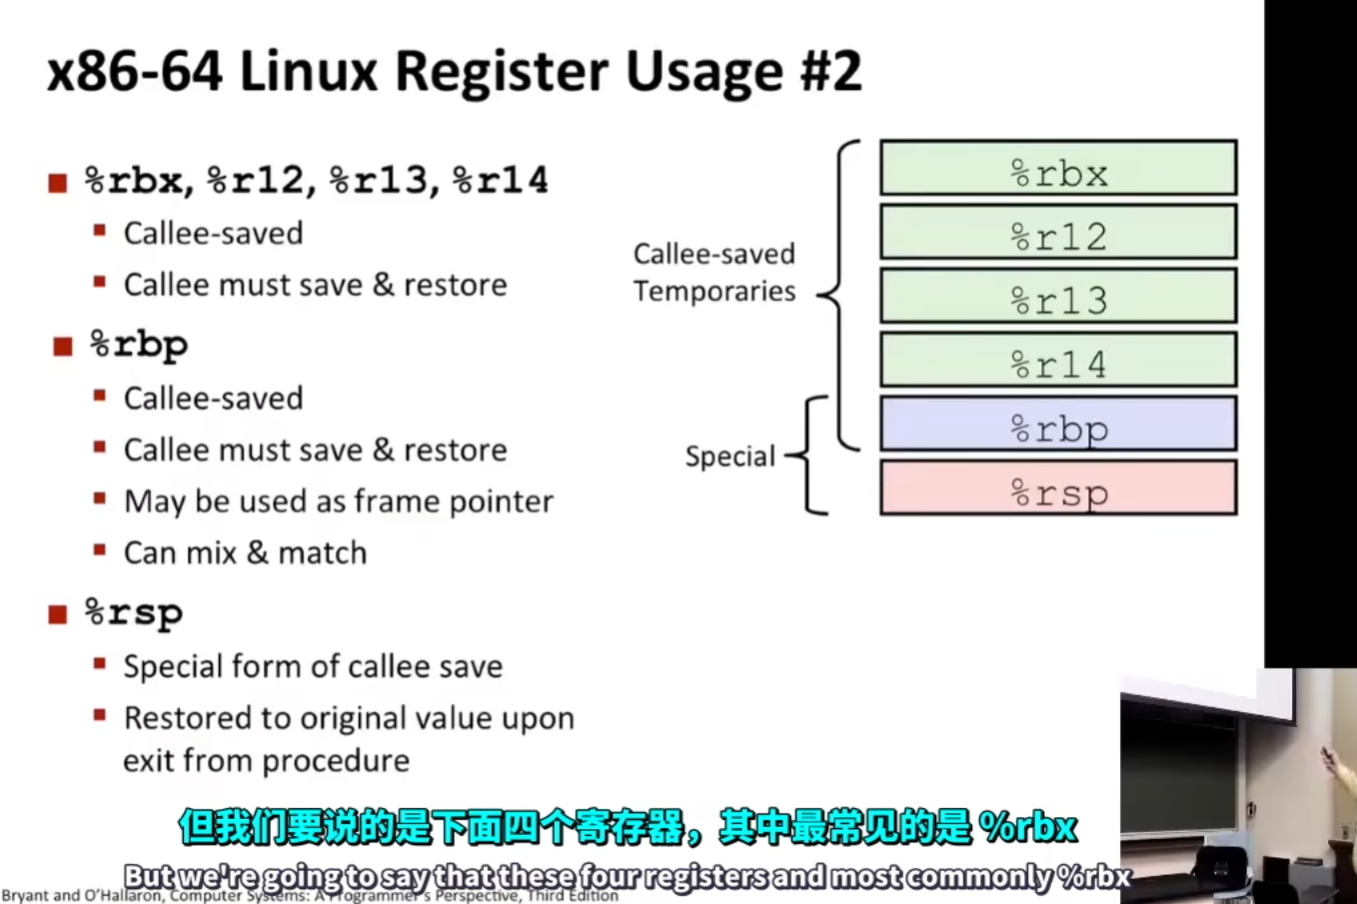 x86-64 Linux Register Usage #2
%rbx, %r12, %r13, %r14
Callee-saved
Callee must save & restore
%rbp
Callee-saved
Callee must save & restore
May be used as frame pointer
Can mix & match
%rsp
Special form of callee save
Restored to original value upon
exit from procedure
Callee-saved
Temporaries
Special
%rbx
%r12
%r13
%r14
%rbp
%rsp
但我们要说的是下面四个寄存器，其中最常见的是 %rbx
But we're going to say that these four registers and most commonly %rbx
Bryant and O'Hallaron, Computer Systems: A Programmer's Perspective, Third Edition